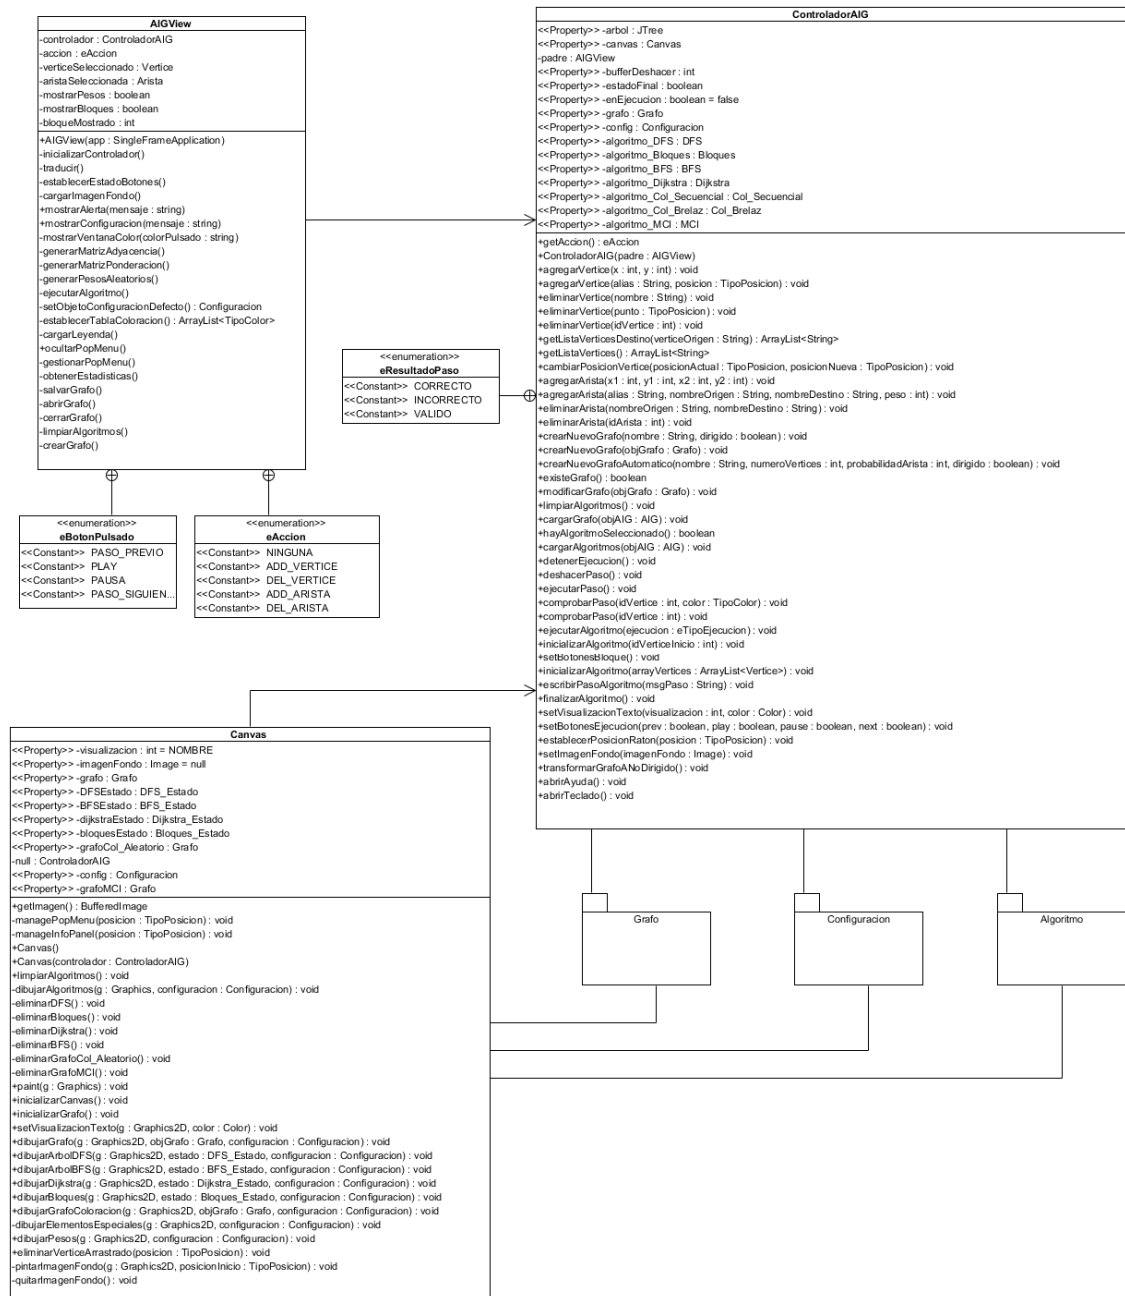 AIGView
-controlador : ControladorAIG
-accion : eAccion
-verticeSeleccionado : Vertice
-aristaSeleccionada : Arista
-mostrarPesos : boolean
-mostrarBloques : boolean
-bloqueMostrado : int
+AIGView(app : SingleFrameApplication)
-inicializarControlador()
-traducir()
-establecerEstadoBotones()
-cargarImagenFondo()
+mostrarAlerta(mensaje : string)
+mostrarConfiguracion(mensaje : string)
-mostrarVentanaColor(colorPulsado : string)
-generarMatrizAdyacencia()
-generarMatrizPonderacion()
-generarPesosAleatorios()
-ejecutarAlgoritmo()
-setObjetoConfiguracionDefecto() : Configuracion
-establecerTablaColoracion() : ArrayList<TipoColor>
-cargarLeyenda()
+ocultarPopMenu()
-gestionarPopMenu()
-obtenerEstadisticas()
-salvarGrafo()
-abrirGrafo()
-cerrarGrafo()
-limpiarAlgoritmos()
-crearGrafo()
<<enumeration>>
eBotonPulsado
<<Constant>> PASO_PREVIO
<<Constant>> PLAY
<<Constant>> PAUSA
<<Constant>> PASO_SIGUIEN...
<<enumeration>>
eAccion
<<Constant>> NINGUNA
<<Constant>> ADD_VERTICE
<<Constant>> DEL_VERTICE
<<Constant>> ADD_ARISTA
<<Constant>> DEL_ARISTA
<<enumeration>>
eResultadoPaso
<<Constant>> CORRECTO
<<Constant>> INCORRECTO
<<Constant>> VALIDO
ControladorAIG
<<Property>> -arbol : JTree
<<Property>> -canvas : Canvas
-padre : AIGView
<<Property>> -bufferDeshacer : int
<<Property>> -estadoFinal : boolean
<<Property>> -enEjecucion : boolean = false
<<Property>> -grafo : Grafo
<<Property>> -config : Configuracion
<<Property>> -algoritmo_DFS : DFS
<<Property>> -algoritmo_Bloques : Bloques
<<Property>> -algoritmo_BFS : BFS
<<Property>> -algoritmo_Dijkstra : Dijkstra
<<Property>> -algoritmo_Col_Secuencial : Col_Secuencial
<<Property>> -algoritmo_Col_Brelaz : Col_Brelaz
<<Property>> -algoritmo_MCI : MCI
+getAccion() : eAccion
+ControladorAIG(padre : AIGView)
+agregarVertice(x : int, y : int) : void
+agregarVertice(alias : String, posicion : TipoPosicion) : void
+eliminarVertice(nombre : String) : void
+eliminarVertice(punto : TipoPosicion) : void
+eliminarVertice(idVertice : int) : void
+getListaVerticesDestino(verticeOrigen : String) : ArrayList<String>
+getListaVertices() : ArrayList<String>
+cambiarPosicionVertice(posicionActual : TipoPosicion, posicionNueva : TipoPosicion) : void
+agregarArista(x1 : int, y1 : int, x2 : int, y2 : int) : void
+agregarArista(alias : String, nombreOrigen : String, nombreDestino : String, peso : int) : void
+eliminarArista(nombreOrigen : String, nombreDestino : String) : void
+eliminarArista(idArista : int) : void
+crearNuevoGrafo(nombre : String, dirigido : boolean) : void
+crearNuevoGrafo(objGrafo : Grafo) : void
+crearNuevoGrafoAutomatico(nombre : String, numeroVertices : int, probabilidadArista : int, dirigido : boolean) : void
+existeGrafo() : boolean
+modificarGrafo(objGrafo : Grafo) : void
+limpiarAlgoritmos() : void
+cargarGrafo(objAIG : AIG) : void
+hayAlgoritmoSeleccionado() : boolean
+cargarAlgoritmos(objAIG : AIG) : void
+detenerEjecucion() : void
+deshacerPaso() : void
+ejecutarPaso() : void
+comprobarPaso(idVertice : int, color : TipoColor) : void
+comprobarPaso(idVertice : int) : void
+ejecutarAlgoritmo(ejecucion : eTipoEjecucion) : void
+inicializarAlgoritmo(idVerticeInicio : int) : void
+setBotonesBloque() : void
+inicializarAlgoritmo(arrayVertices : ArrayList<Vertice>) : void
+escribirPasoAlgoritmo(msgPaso : String) : void
+finalizarAlgoritmo() : void
+setVisualizacionTexto(visualizacion : int, color : Color) : void
+setBotonesEjecucion(prev : boolean, play : boolean, pause : boolean, next : boolean) : void
+establecerPosicionRaton(posicion : TipoPosicion) : void
+setImagenFondo(imagenFondo : Image) : void
+transformarGrafoANoDirigido() : void
+abrirAyuda() : void
+abrirTeclado() : void
Canvas
<<Property>> -visualizacion : int = NOMBRE
<<Property>> -imagenFondo : Image = null
<<Property>> -grafo : Grafo
<<Property>> -DFSEstado : DFS_Estado
<<Property>> -BFSEstado : BFS_Estado
<<Property>> -dijkstraEstado : Dijkstra_Estado
<<Property>> -bloquesEstado : Bloques_Estado
<<Property>> -grafoCol_Aleatorio : Grafo
-null : ControladorAIG
<<Property>> -config : Configuracion
<<Property>> -grafoMCI : Grafo
+getImagen() : BufferedImage
-managePopMenu(posicion : TipoPosicion) : void
-manageInfoPanel(posicion : TipoPosicion) : void
+Canvas()
+Canvas(controlador : ControladorAIG)
+limpiarAlgoritmos() : void
-dibujarAlgoritmos(g : Graphics, configuracion : Configuracion) : void
-eliminarDFS() : void
-eliminarBloques() : void
-eliminarDijkstra() : void
-eliminarBFS() : void
-eliminarGrafoCol_Aleatorio() : void
-eliminarGrafoMCI() : void
+paint(g : Graphics) : void
+inicializarCanvas() : void
+inicializarGrafo() : void
+setVisualizacionTexto(g : Graphics2D, color : Color) : void
+dibujarGrafo(g : Graphics2D, objGrafo : Grafo, configuracion : Configuracion) : void
+dibujarArbolDFS(g : Graphics2D, estado : DFS_Estado, configuracion : Configuracion) : void
+dibujarArbolBFS(g : Graphics2D, estado : BFS_Estado, configuracion : Configuracion) : void
+dibujarDijkstra(g : Graphics2D, estado : Dijkstra_Estado, configuracion : Configuracion) : void
+dibujarBloques(g : Graphics2D, estado : Bloques_Estado, configuracion : Configuracion) : void
+dibujarGrafoColoracion(g : Graphics2D, objGrafo : Grafo, configuracion : Configuracion) : void
-dibujarElementosEspeciales(g : Graphics2D, configuracion : Configuracion) : void
+dibujarPesos(g : Graphics2D, configuracion : Configuracion) : void
+eliminarVerticeArrastrado(posicion : TipoPosicion) : void
-pintarImagenFondo(g : Graphics2D, posicionInicio : TipoPosicion) : void
-quitarImagenFondo() : void
Grafo
Configuracion
Algoritmo